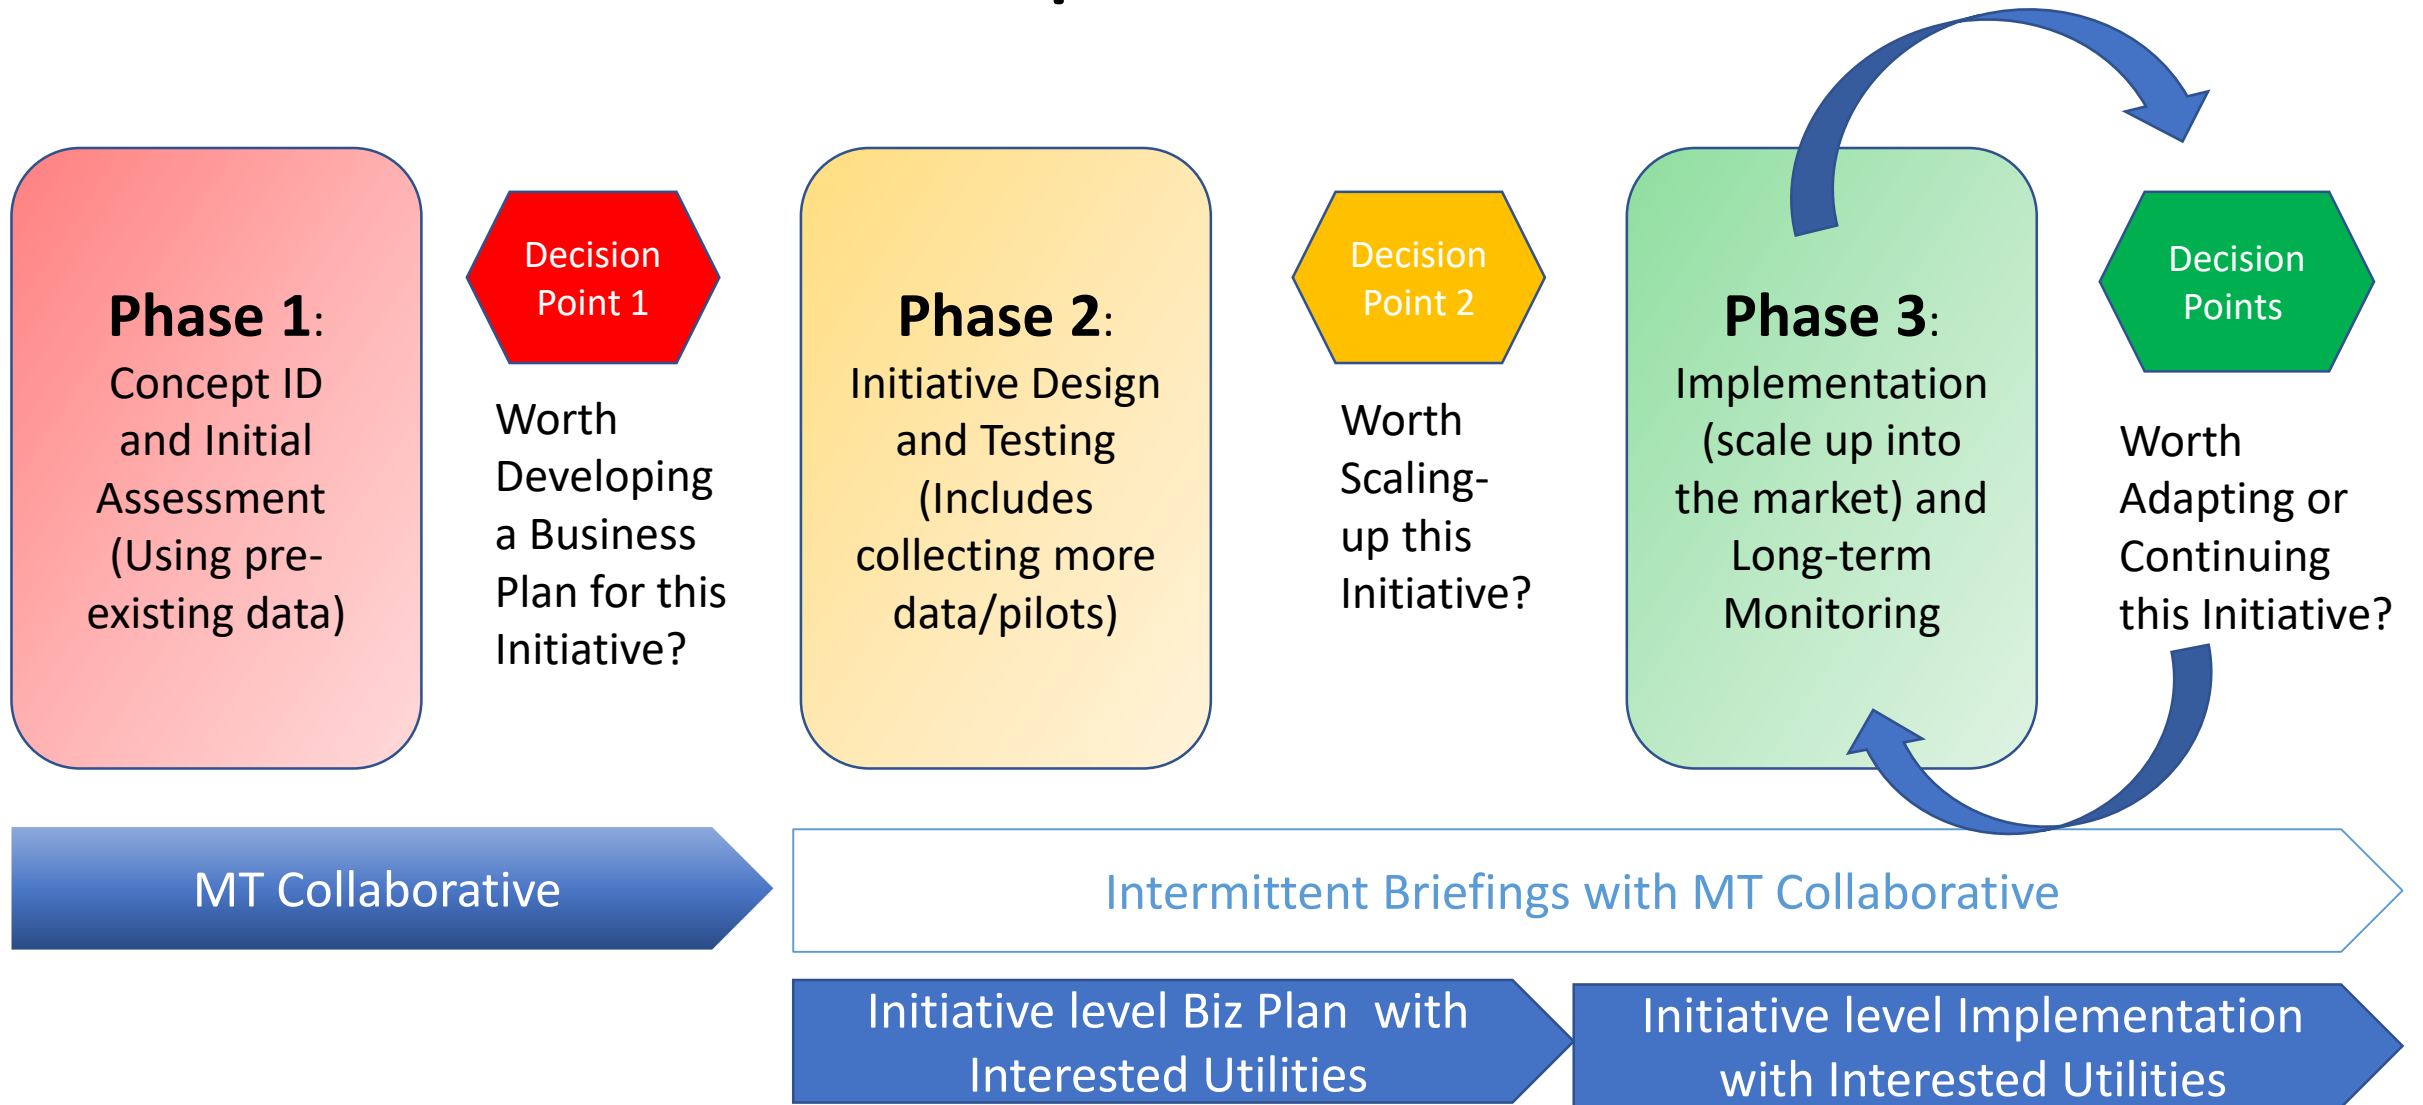 Phase 1:
Concept ID
and Initial
Assessment
(Using pre-
existing data)
Decision
Point 1
Worth
Developing
a Business
Plan for this
Initiative?
Phase 2:
Initiative Design
and Testing
(Includes
collecting more
data/pilots)
Decision
Point 2
Worth
Scaling-
up this
Initiative?
Phase 3:
Implementation
(scale up into
the market) and
Long-term
Monitoring
Decision
Points
Worth
Adapting or
Continuing
this Initiative?
MT Collaborative
Intermittent Briefings with MT Collaborative
Initiative level Biz Plan with
Interested Utilities
Initiative level Implementation
with Interested Utilities